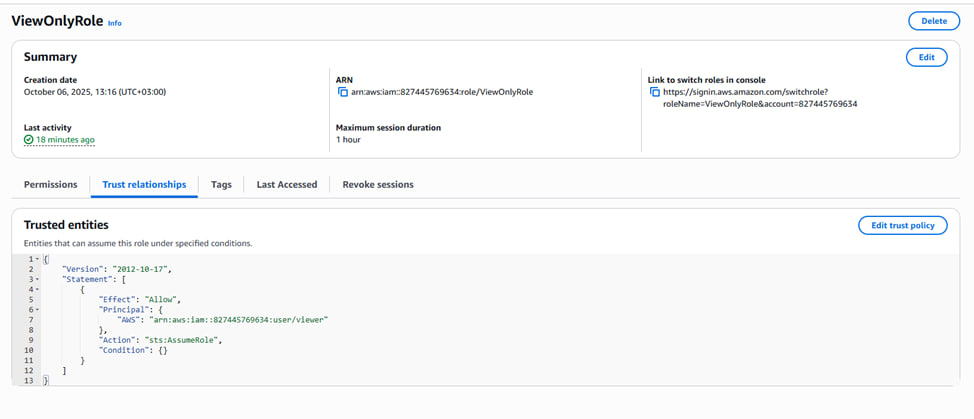 ViewOnlyRole Info
Delete
Summary
Edit
Creation date
October 06, 2025, 13:16 (UTC+03:00)
ARN
arn:aws:iam::827445769634:role/ViewOnlyRole
Link to switch roles in console
https://signin.aws.amazon.com/switchrole?
roleName=ViewOnlyRole&account=827445769634
Last activity
18 minutes ago
Maximum session duration
1 hour
Permissions
Trust relationships
Tags
Last Accessed
Revoke sessions
Trusted entities
Edit trust policy
Entities that can assume this role under specified conditions.
1 {
2 "Version": "2012-10-17",
3 "Statement": [
4 {
5 "Effect": "Allow",
6 "Principal": {
7 "AWS": "arn:aws:iam::827445769634:user/viewer"
8 },
9 "Action": "sts:AssumeRole",
10 "Condition": {}
11 }
12 ]
13 }